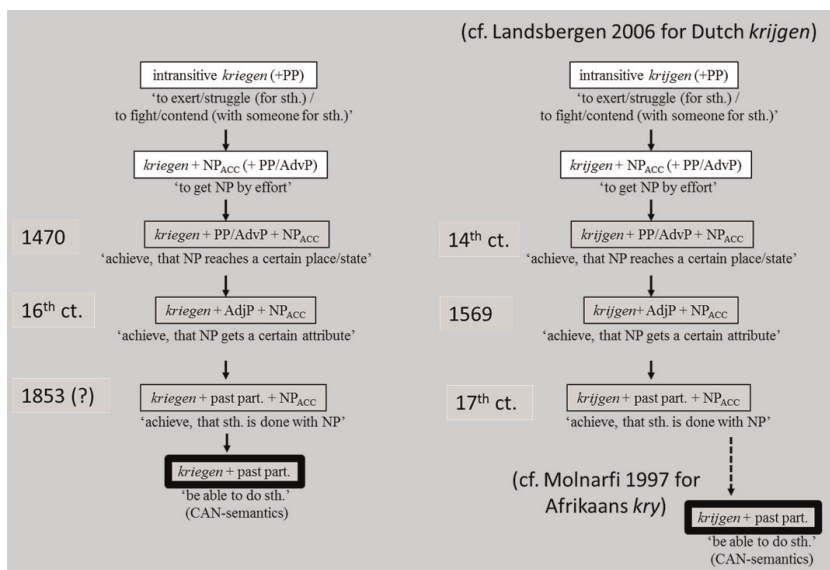 (cf. Landsbergen 2006 for Dutch krijgen)
intransitive kriegen (+PP)
‘to exert/struggle (for sth.) /
to fight/contend (with someone for sth.)’
kriegen + NPACC (+ PP/AdvP)
‘to get NP by effort’
1470
kriegen + PP/AdvP + NPACC
‘achieve, that NP reaches a certain place/state’
16th ct.
kriegen + AdjP + NPACC
‘achieve, that NP gets a certain attribute’
1853 (?)
kriegen + past part. + NPACC
‘achieve, that sth. is done with NP’
kriegen + past part.
‘be able to do sth.’
(CAN-semantics)
intransitive krijgen (+PP)
‘to exert/struggle (for sth.) /
to fight/contend (with someone for sth.)’
krijgen + NPACC (+ PP/AdvP)
‘to get NP by effort’
14th ct.
krijgen + PP/AdvP + NPACC
‘achieve, that NP reaches a certain place/state’
1569
krijgen+ AdjP + NPACC
‘achieve, that NP gets a certain attribute’
17th ct.
krijgen + past part. + NPACC
‘achieve, that sth. is done with NP’
(cf. Molnarfi 1997 for
Afrikaans kry)
krijgen + past part.
‘be able to do sth.’
(CAN-semantics)